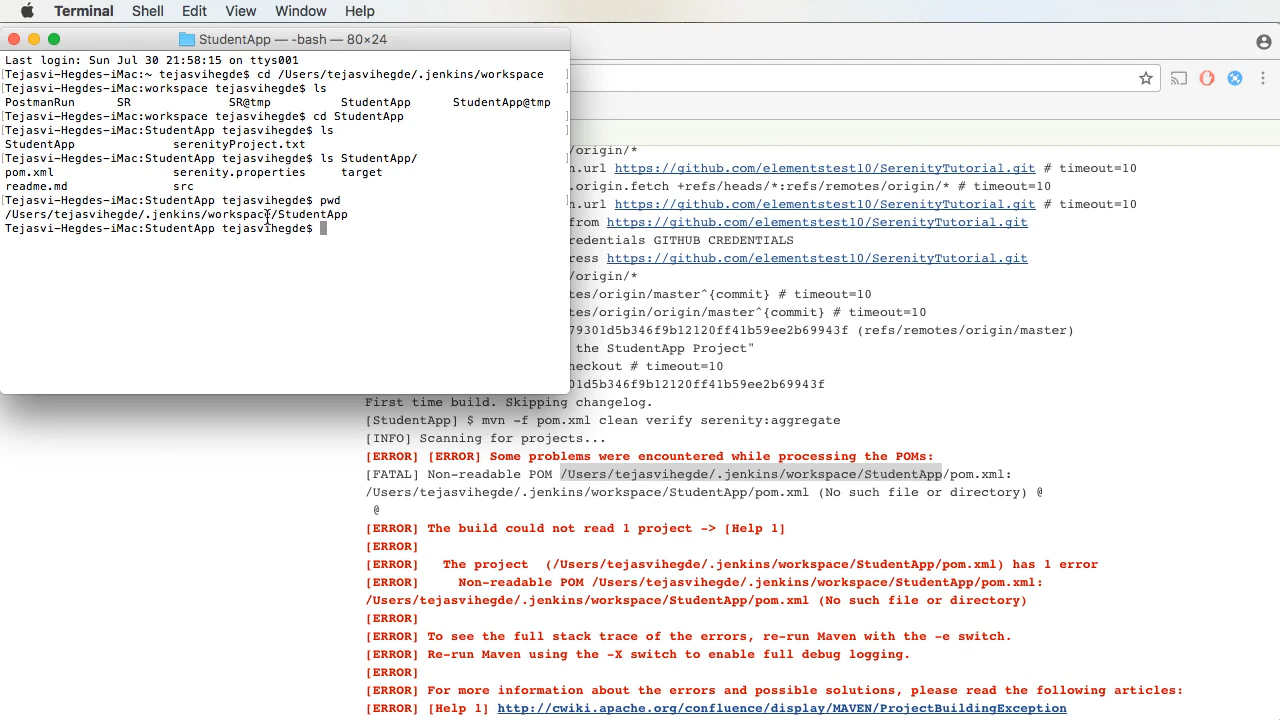 Terminal Shell Edit View Window Help
StudentApp — -bash — 80×24
Last login: Sun Jul 30 21:58:15 on ttys001
[Tejasvi-Hegdes-iMac:~ tejasvihegde$ cd /Users/tejasvihegde/.jenkins/workspace ]
[Tejasvi-Hegdes-iMac:workspace tejasvihegde$ ls ]
PostmanRun SR SR@tmp StudentApp StudentApp@tmp
[Tejasvi-Hegdes-iMac:workspace tejasvihegde$ cd StudentApp ]
[Tejasvi-Hegdes-iMac:StudentApp tejasvihegde$ ls ]
StudentApp serenityProject.txt
[Tejasvi-Hegdes-iMac:StudentApp tejasvihegde$ ls StudentApp/ ]
pom.xml serenity.properties target
readme.md src
[Tejasvi-Hegdes-iMac:StudentApp tejasvihegde$ pwd ]
/Users/tejasvihegde/.jenkins/workspace/StudentApp
Tejasvi-Hegdes-iMac:StudentApp tejasvihegde$
/origin/*
n.url https://github.com/elementstest10/SerenityTutorial.git # timeout=10
.origin.fetch +refs/heads/*:refs/remotes/origin/* # timeout=10
n.url https://github.com/elementstest10/SerenityTutorial.git # timeout=10
from https://github.com/elementstest10/SerenityTutorial.git
redentials GITHUB CREDENTIALS
ress https://github.com/elementstest10/SerenityTutorial.git
/origin/*
tes/origin/master^{commit} # timeout=10
tes/origin/origin/master^{commit} # timeout=10
79301d5b346f9b12120ff41b59ee2b69943f (refs/remotes/origin/master)
the StudentApp Project"
heckout # timeout=10
01d5b346f9b12120ff41b59ee2b69943f
First time build. Skipping changelog.
[StudentApp] $ mvn -f pom.xml clean verify serenity:aggregate
[INFO] Scanning for projects...
[ERROR] [ERROR] Some problems were encountered while processing the POMs:
[FATAL] Non-readable POM /Users/tejasvihegde/.jenkins/workspace/StudentApp/pom.xml:
/Users/tejasvihegde/.jenkins/workspace/StudentApp/pom.xml (No such file or directory) @
@
[ERROR] The build could not read 1 project -> [Help 1]
[ERROR]
[ERROR] The project (/Users/tejasvihegde/.jenkins/workspace/StudentApp/pom.xml) has 1 error
[ERROR] Non-readable POM /Users/tejasvihegde/.jenkins/workspace/StudentApp/pom.xml:
/Users/tejasvihegde/.jenkins/workspace/StudentApp/pom.xml (No such file or directory)
[ERROR]
[ERROR] To see the full stack trace of the errors, re-run Maven with the -e switch.
[ERROR] Re-run Maven using the -X switch to enable full debug logging.
[ERROR]
[ERROR] For more information about the errors and possible solutions, please read the following articles:
[ERROR] [Help 1] http://cwiki.apache.org/confluence/display/MAVEN/ProjectBuildingException